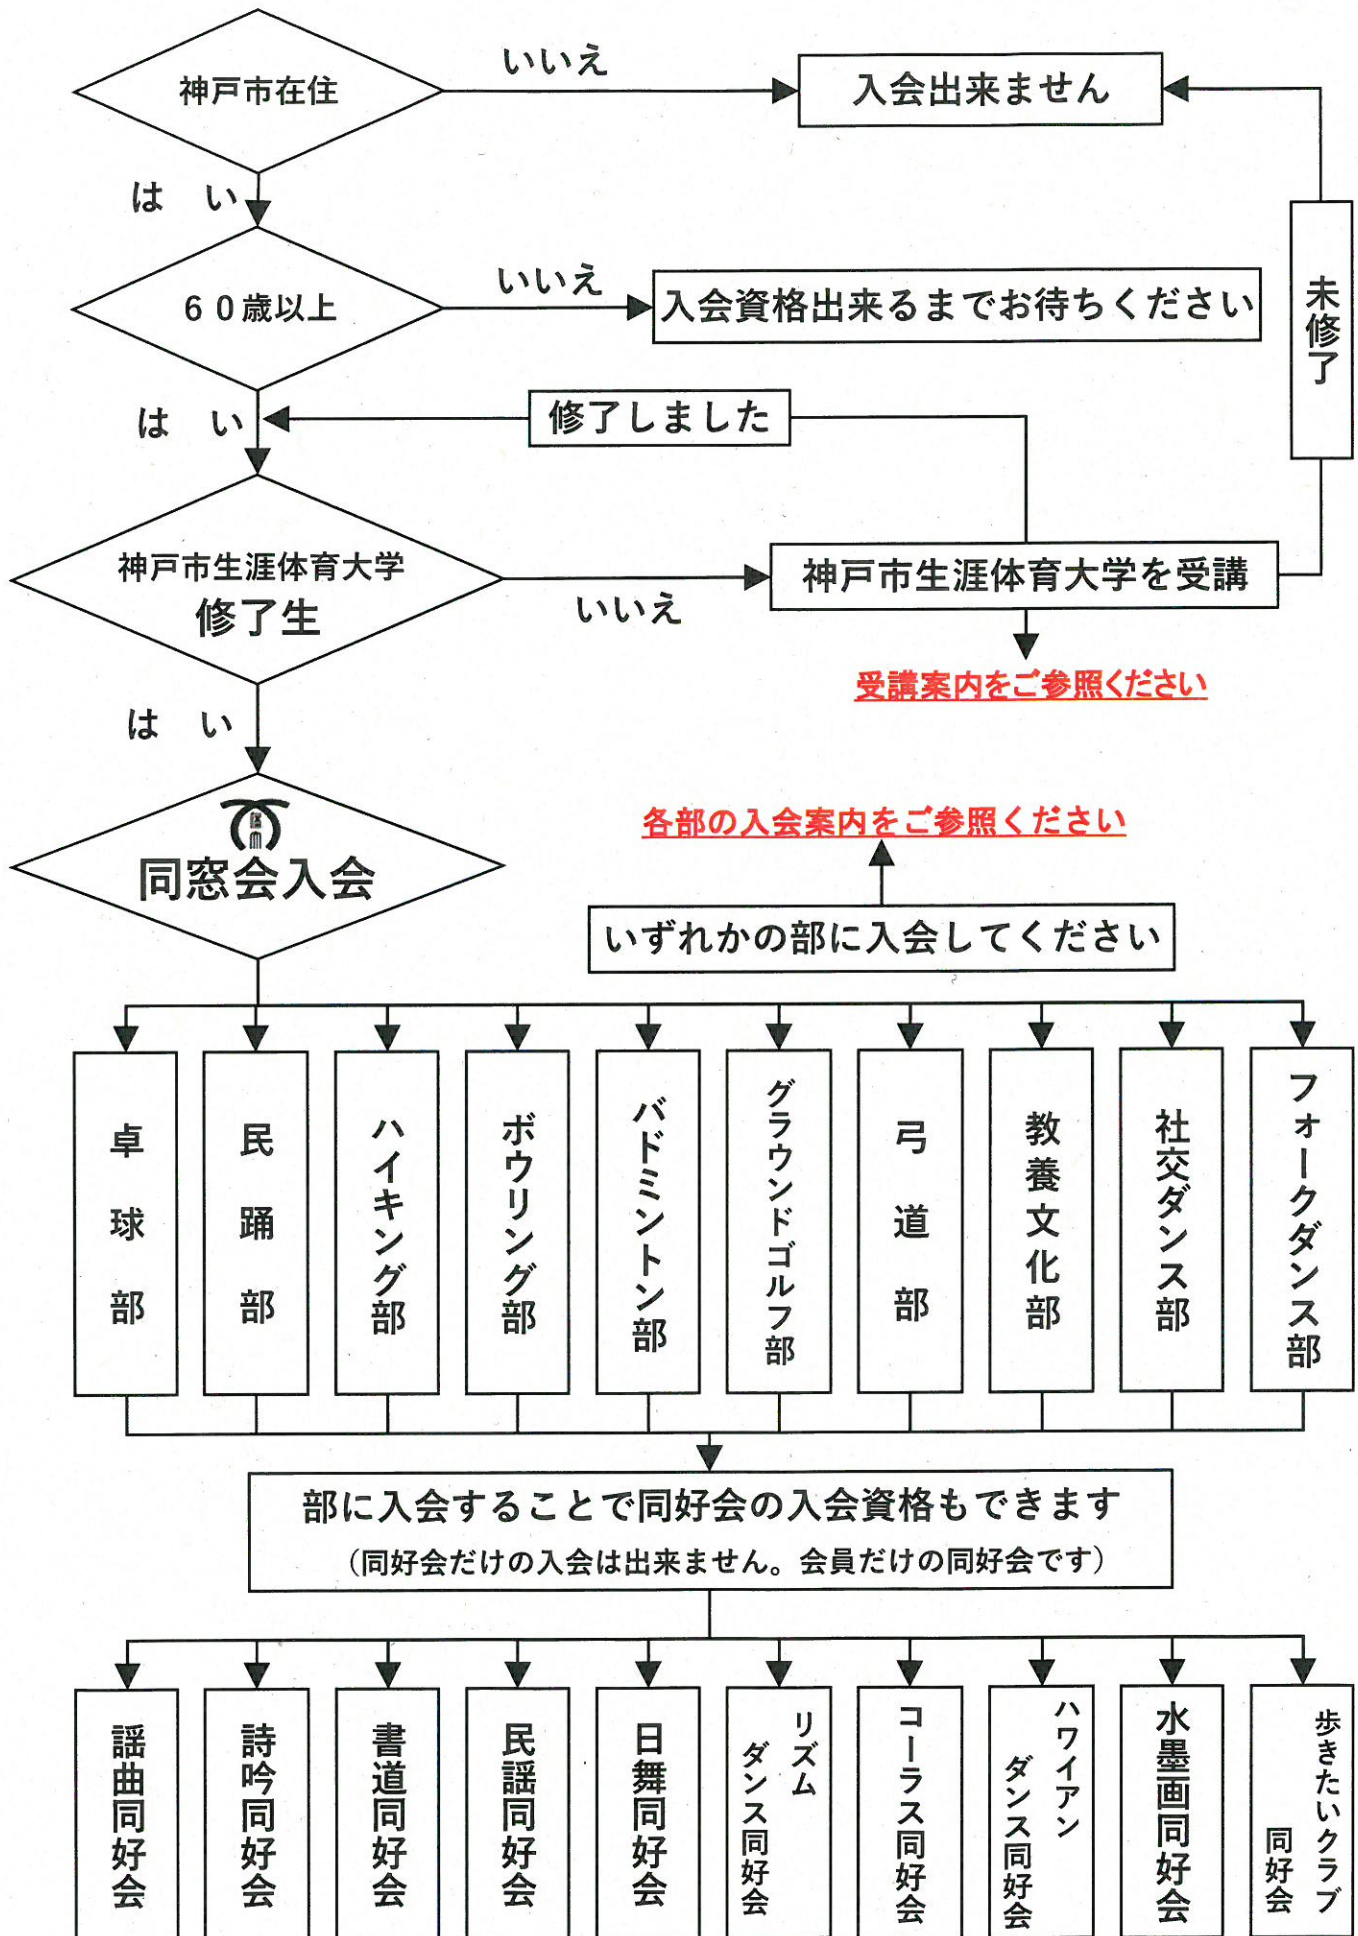 神戸市在住
いいえ
入会出来ません
は い
60歳以上
いいえ
入会資格出来るまでお待ちください
未修了
は い
修了しました
神戸市生涯体育大学
修了生
いいえ
神戸市生涯体育大学を受講
受講案内をご参照ください
は い
同窓会入会
各部の入会案内をご参照ください
いずれかの部に入会してください
卓球部
民踊部
ハイキング部
ボウリング部
バドミントン部
グラウンドゴルフ部
弓道部
教養文化部
社交ダンス部
フォークダンス部
部に入会することで同好会の入会資格もできます
(同好会だけの入会は出来ません。会員だけの同好会です)
謡曲同好会
詩吟同好会
書道同好会
民謡同好会
日舞同好会
リズム
ダンス同好会
コーラス同好会
ハワイアン
ダンス同好会
水墨画同好会
歩きたいクラブ
同好会